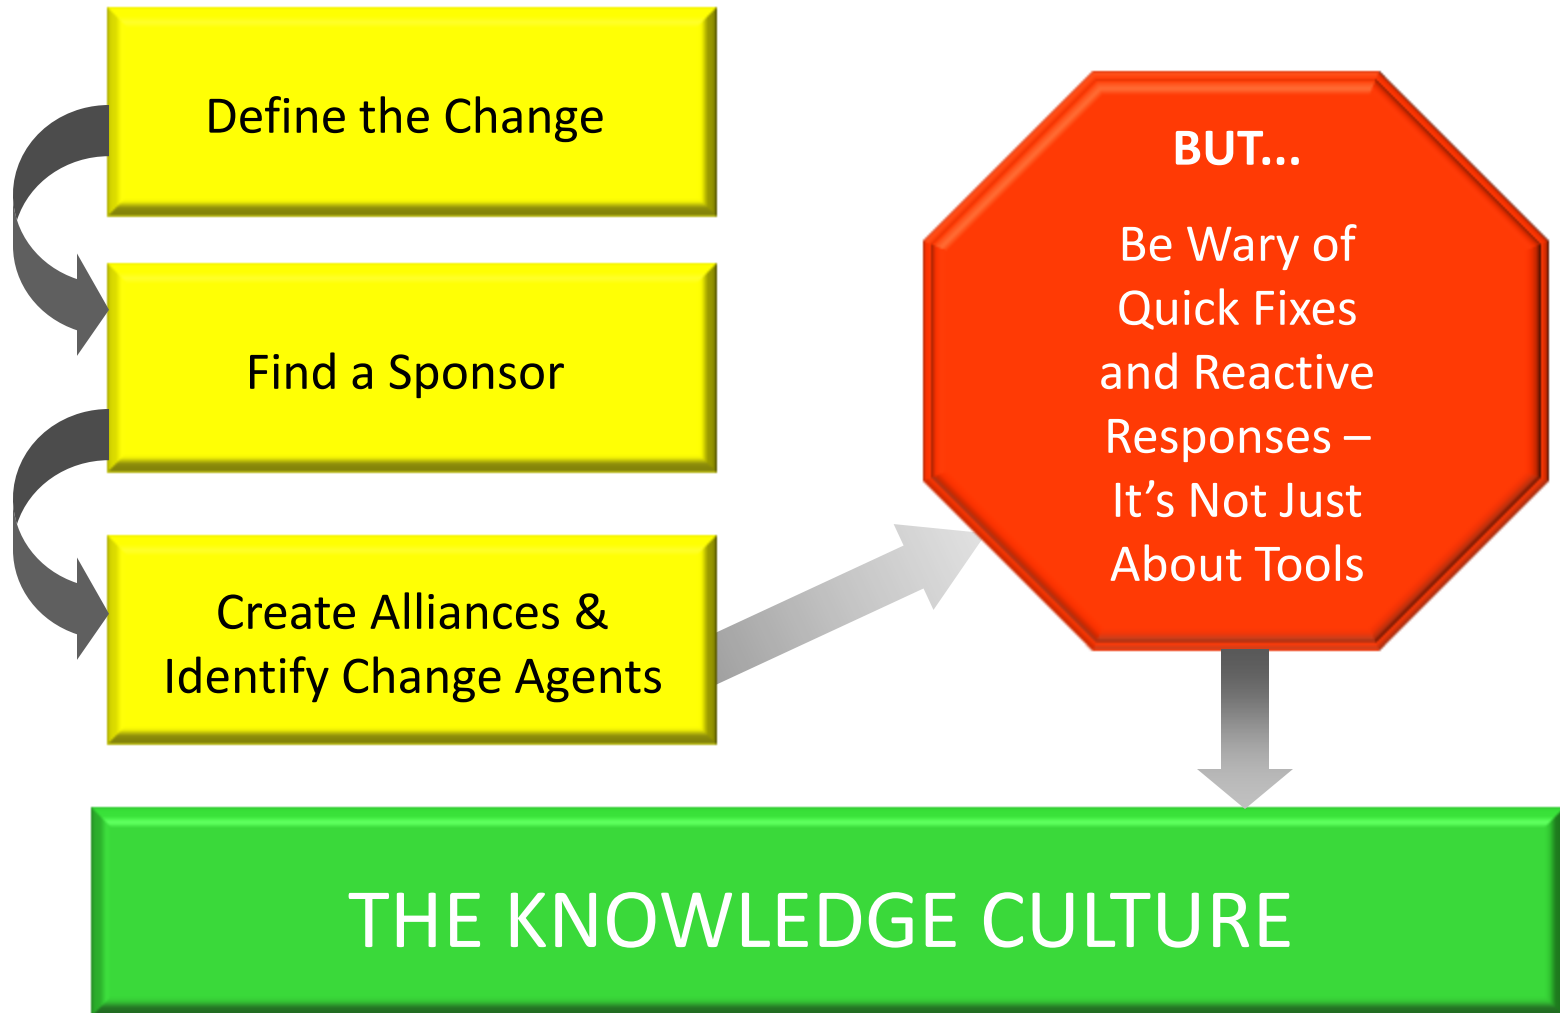 Define the Change
Find a Sponsor
Create Alliances &
Identify Change Agents
BUT...
Be Wary of
Quick Fixes
and Reactive
Responses –
It’s Not Just
About Tools
THE KNOWLEDGE CULTURE